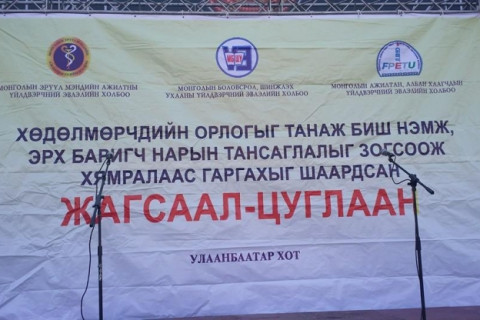 FPETU
МОНГОЛЫН ЭРҮҮЛ МЭНДИЙН АЖИЛТНЫ
ҮЙЛДВЭРЧНИЙ ЭВЛЭЛИЙН ХОЛБОО
МОНГОЛЫН БОЛОВСРОЛ, ШИНЖЛЭХ
УХААНЫ ҮЙЛДВЭРЧНИЙ ЭВЛЭЛИЙН ХОЛБОО
МОНГОЛЫН АЖИЛТАН, АЛБАН ХААГЧДЫН
ҮЙЛДВЭРЧНИЙ ЭВЛЭЛИЙН ХОЛБОО
ХӨДӨЛМӨРЧДИЙН ОРЛОГЫГ ТАНАЖ БИШ НЭМЖ,
ЭРХ БАРИГЧ НАРЫН ТАНСАГЛАЛЫГ ЗОГСООЖ
ХЯМРАЛААС ГАРГАХЫГ ШААРДСАН
ЖАГСААЛ-ЦУГЛААН
УЛААНБААТАР ХОТ